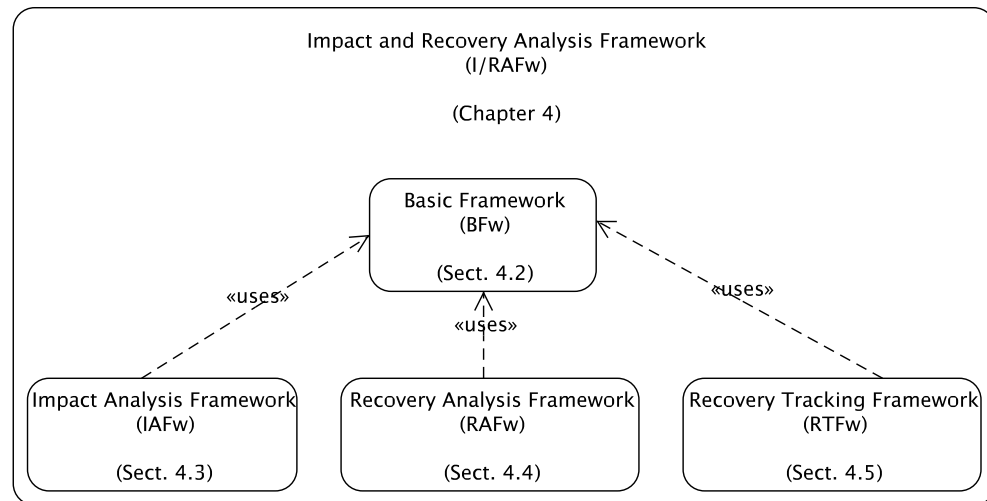 Impact and Recovery Analysis Framework
(I/RAFw)
(Chapter 4)
Basic Framework
(BFw)
(Sect. 4.2)
«uses»
«uses»
«uses»
Impact Analysis Framework
(IAFw)
(Sect. 4.3)
Recovery Analysis Framework
(RAFw)
(Sect. 4.4)
Recovery Tracking Framework
(RTFw)
(Sect. 4.5)